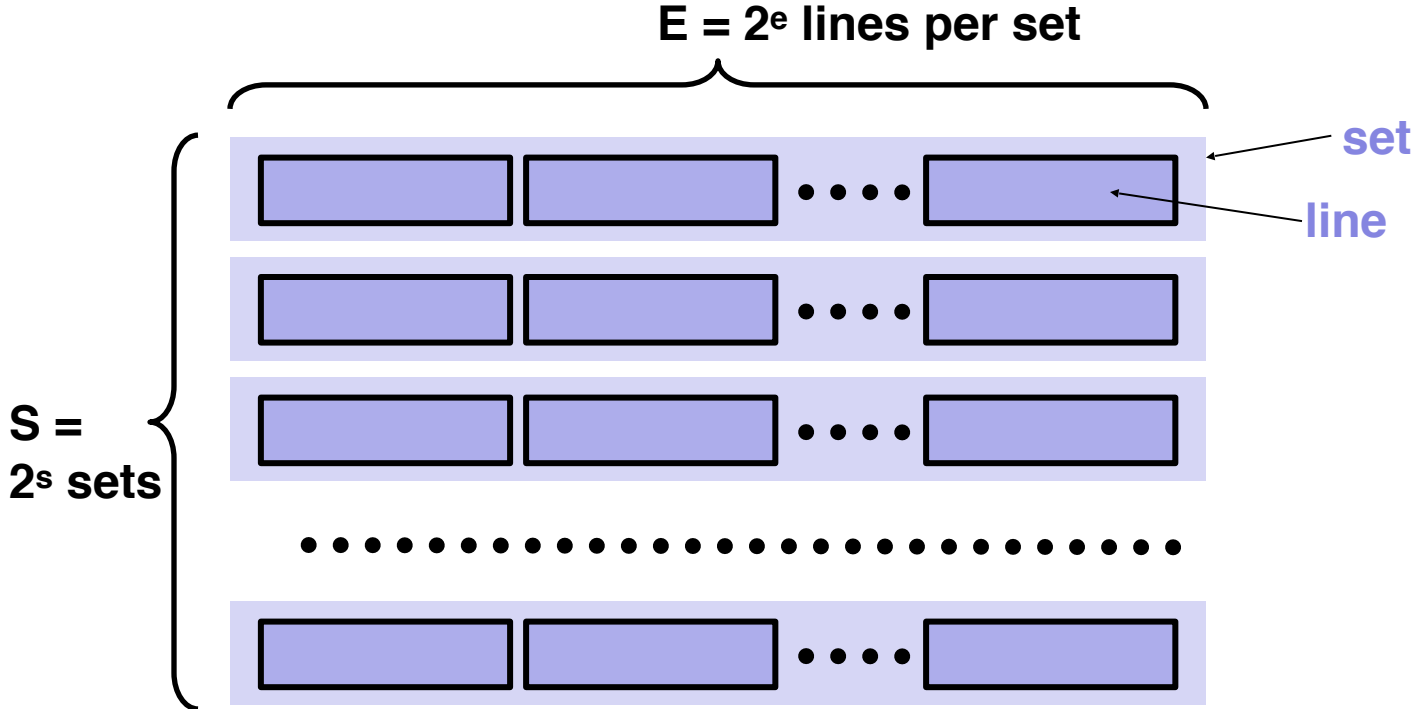 E = 2ᵉ lines per set
set
line
S =
2ˢ sets